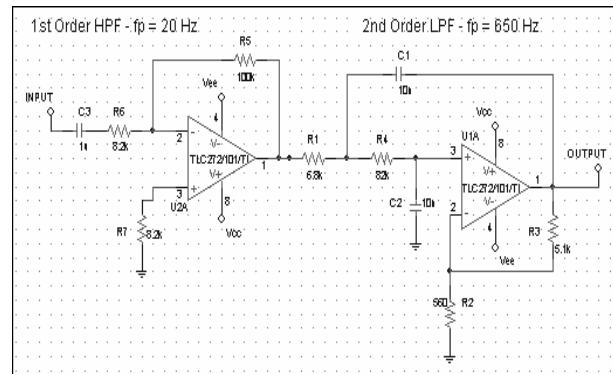 1st Order HPF - fp = 20 Hz
2nd Order LPF - fp = 650 Hz
R5
100k
C1
10n
Vee
INPUT
C3
1u
R6
8.2k
4
2
-
V-
TLC272/101/TI
V+
3
+
1
U2A
8
Vcc
R7
8.2k
R1
6.8k
R4
82k
C2
10n
Vcc
U1A
8
3
+
V+
TLC272/101/TI
V-
2
-
1
OUTPUT
4
Vee
R3
5.1k
560
R2